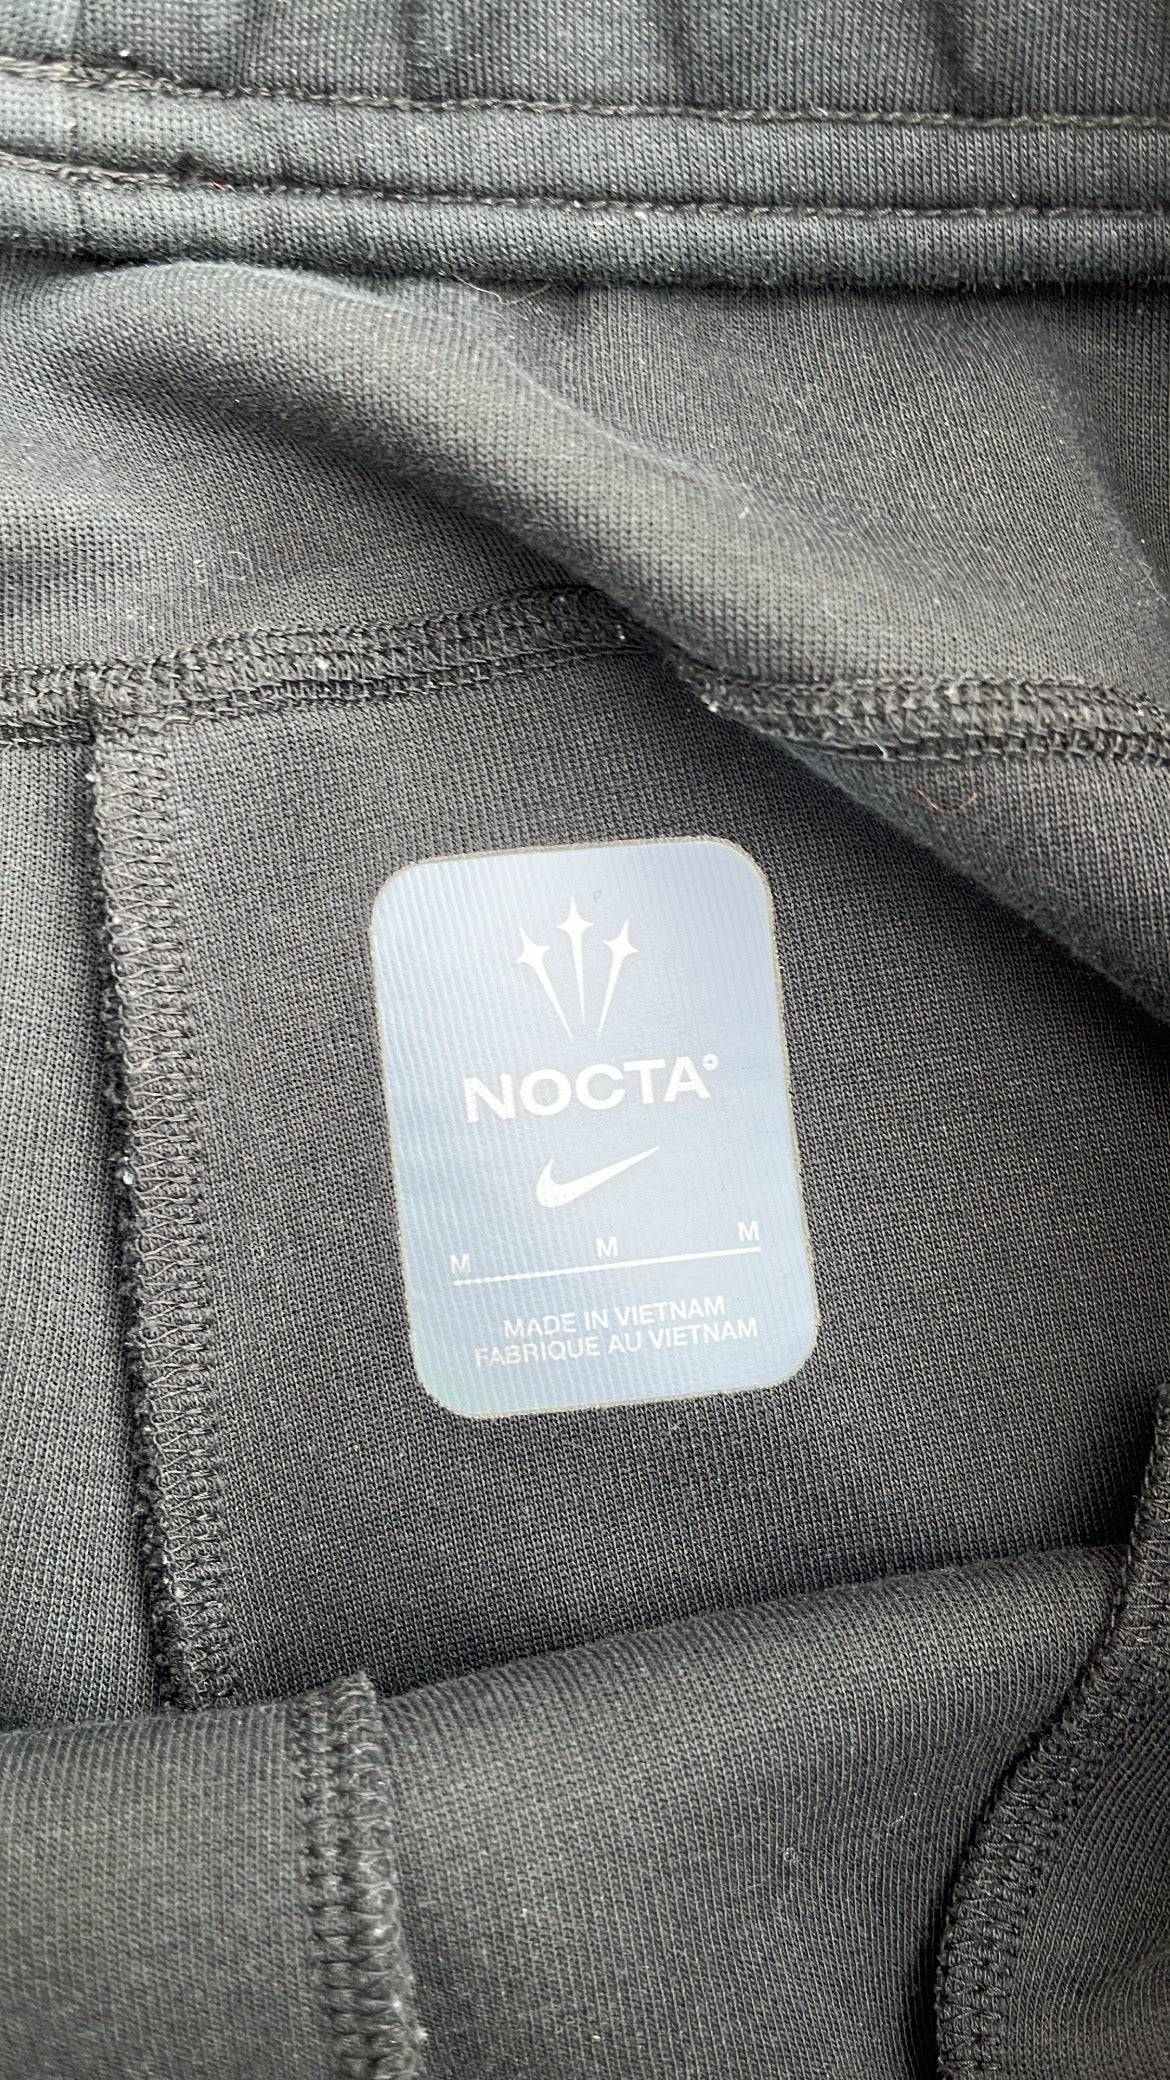 NOCTA
M M M
MADE IN VIETNAM
FABRIQUE AU VIETNAM